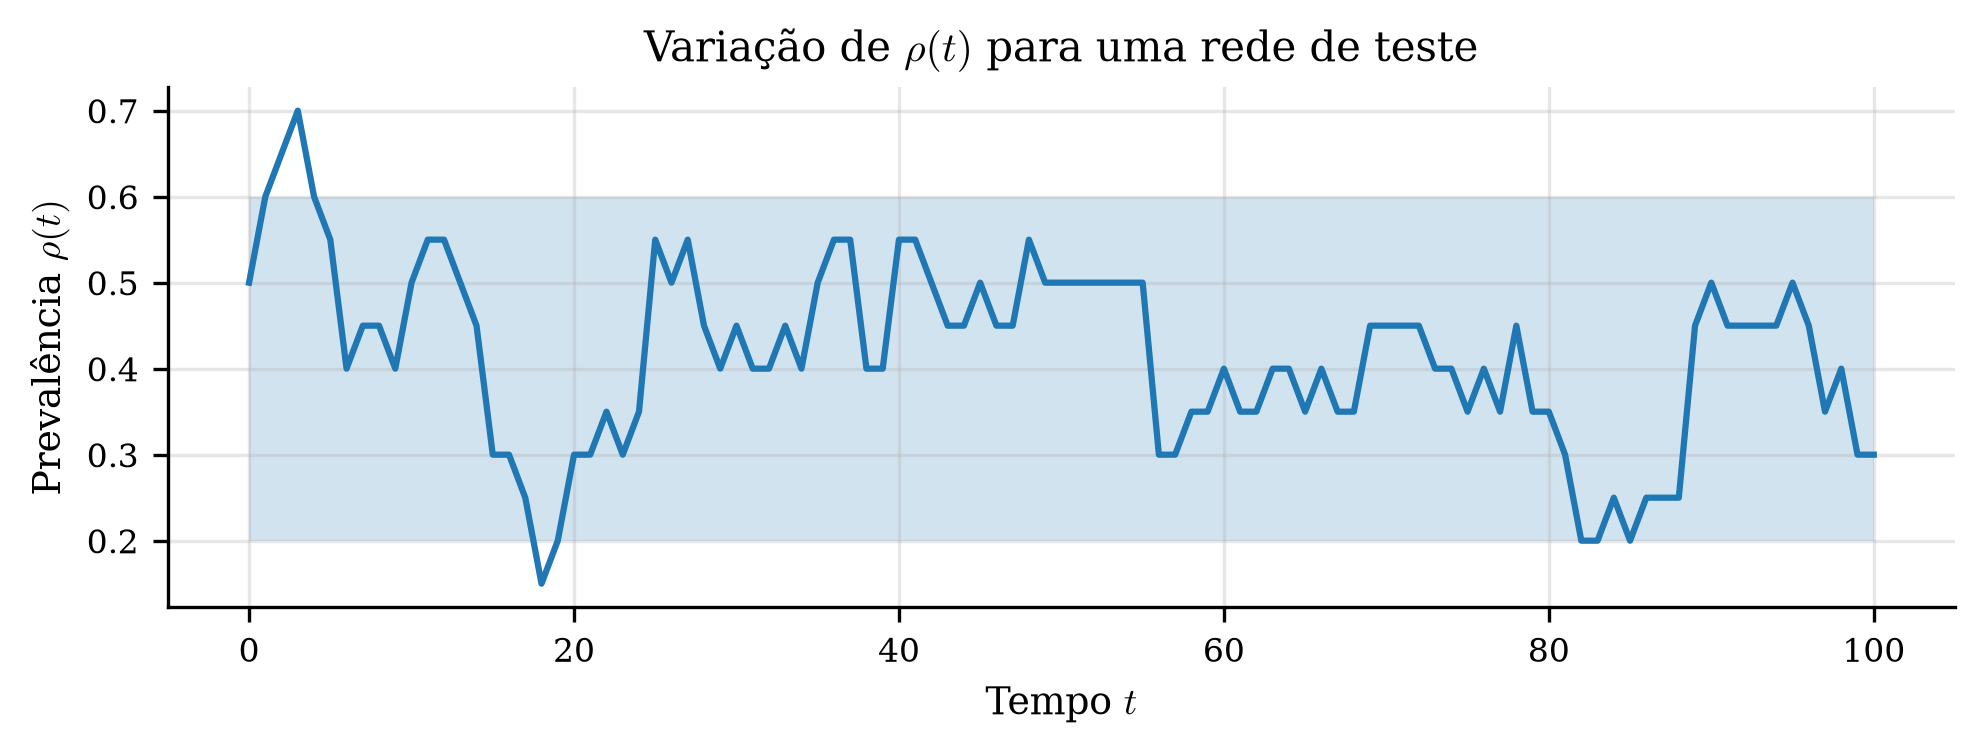 Variação de ρ(t) para uma rede de teste
Prevalência ρ(t)
0.7
0.6
0.5
0.4
0.3
0.2
0 20 40 60 80 100
Tempo t